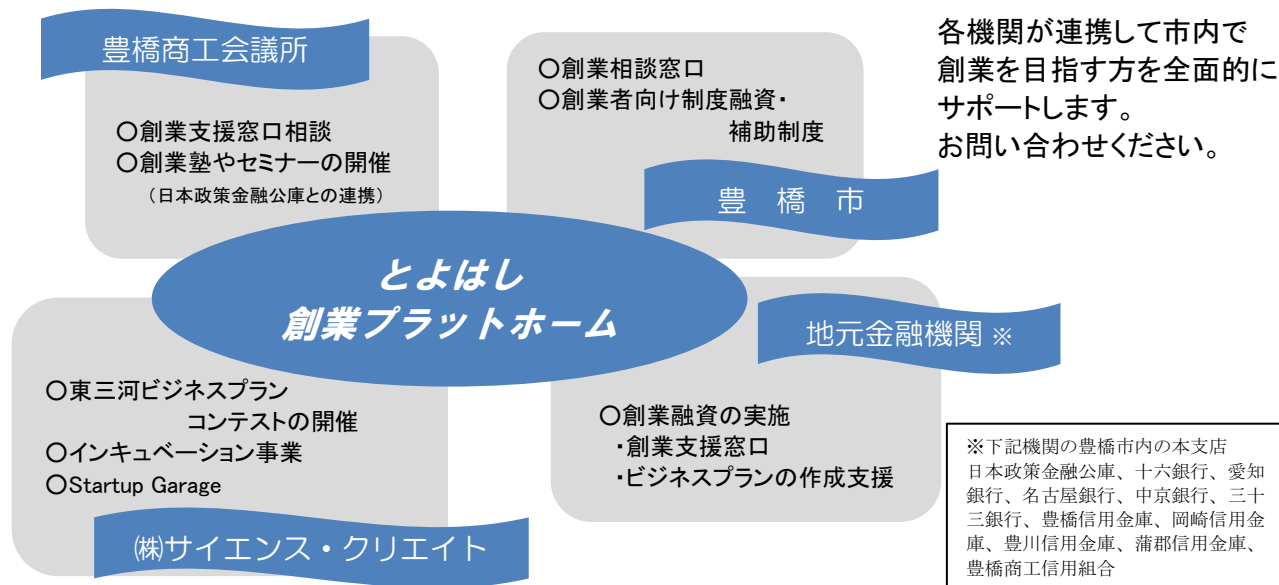 豊橋商工会議所
○創業支援窓口相談
○創業塾やセミナーの開催
（日本政策金融公庫との連携）
○創業相談窓口
○創業者向け制度融資・
補助制度
豊　橋　市
各機関が連携して市内で
創業を目指す方を全面的に
サポートします。
お問い合わせください。
とよはし
創業プラットホーム
○東三河ビジネスプラン
コンテストの開催
○インキュベーション事業
○Startup Garage
㈱サイエンス・クリエイト
地元金融機関 ※
○創業融資の実施
・創業支援窓口
・ビジネスプランの作成支援
※下記機関の豊橋市内の本支店
日本政策金融公庫、十六銀行、愛知
銀行、名古屋銀行、中京銀行、三十
三銀行、豊橋信用金庫、岡崎信用金
庫、豊川信用金庫、蒲郡信用金庫、
豊橋商工信用組合